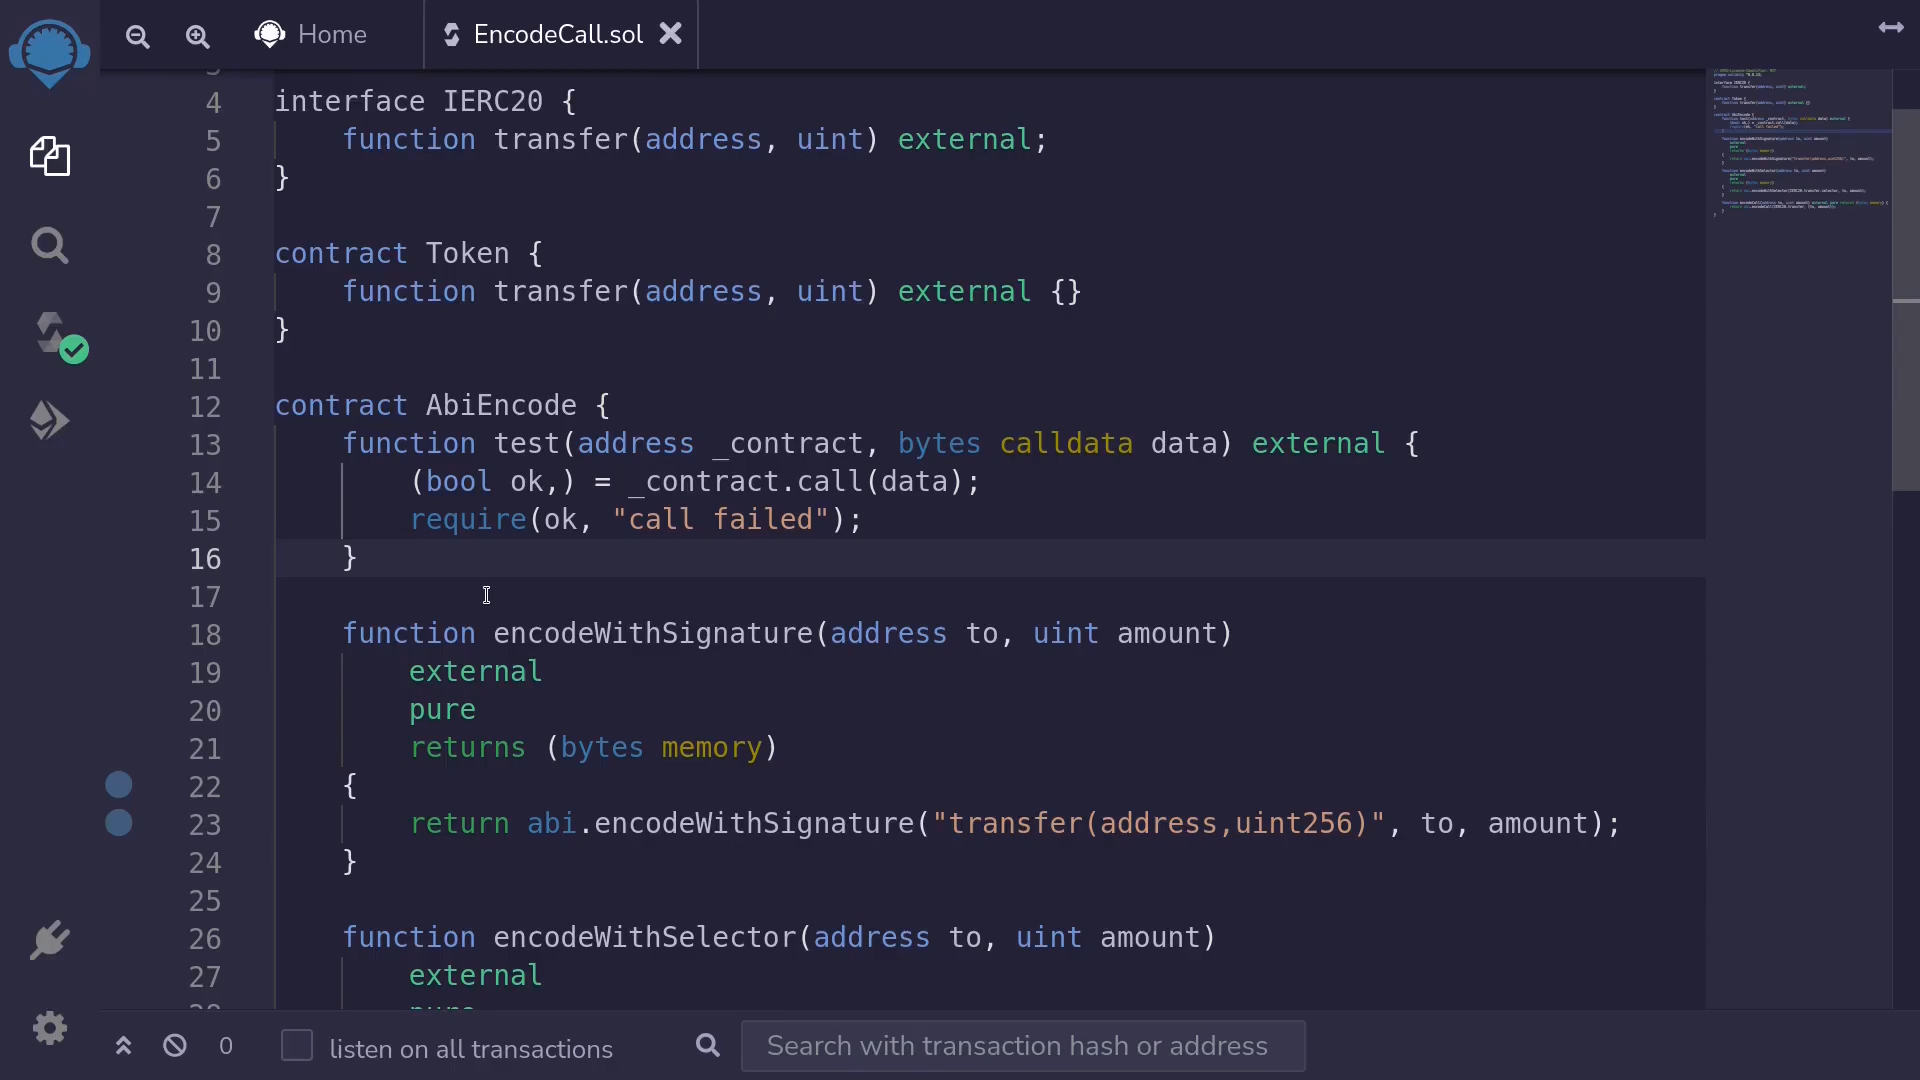 Home
EncodeCall.sol
4 interface IERC20 {
5 function transfer(address, uint) external;
6 }
7
8 contract Token {
9 function transfer(address, uint) external {}
10 }
11
12 contract AbiEncode {
13 function test(address _contract, bytes calldata data) external {
14 (bool ok,) = _contract.call(data);
15 require(ok, "call failed");
16 }
17
18 function encodeWithSignature(address to, uint amount)
19 external
20 pure
21 returns (bytes memory)
22 {
23 return abi.encodeWithSignature("transfer(address,uint256)", to, amount);
24 }
25
26 function encodeWithSelector(address to, uint amount)
27 external
0
listen on all transactions
Search with transaction hash or address